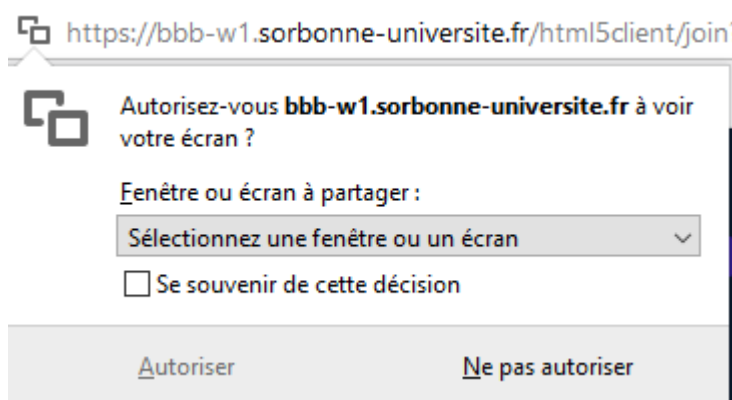 https://bbb-w1.sorbonne-universite.fr/html5client/join?
Autorisez-vous bbb-w1.sorbonne-universite.fr à voir
votre écran ?
Fenêtre ou écran à partager :
Sélectionnez une fenêtre ou un écran
Se souvenir de cette décision
Autoriser
Ne pas autoriser